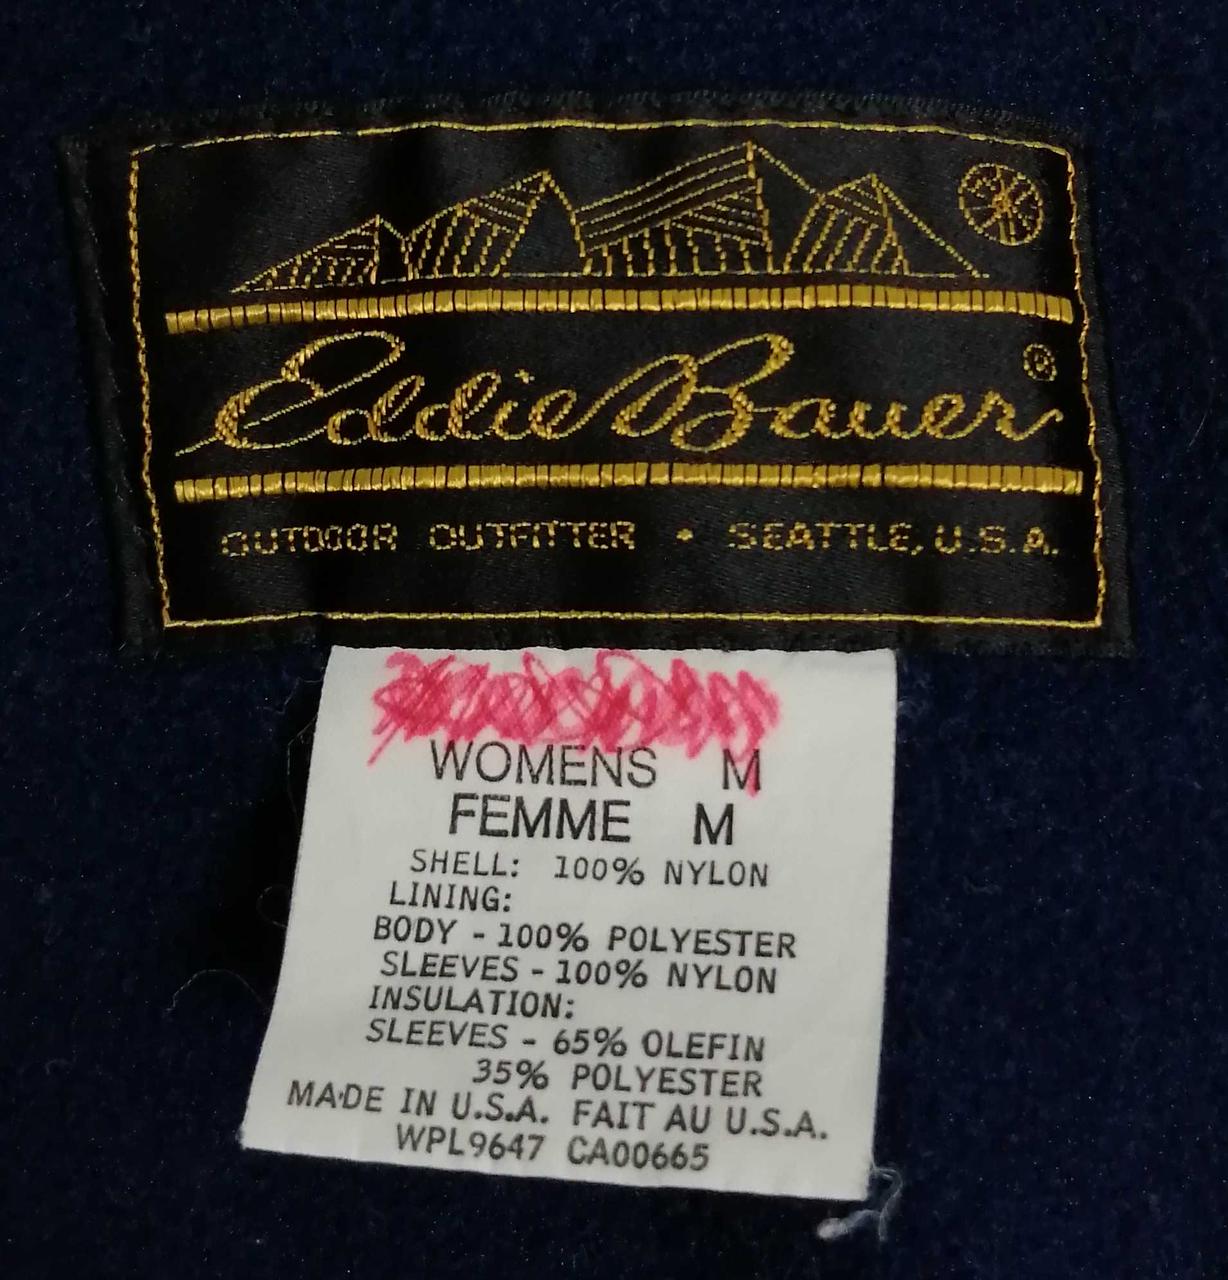 Eddie Bauer®
OUTDOOR OUTFITTER • SEATTLE, U.S.A.
WOMENS M
FEMME M
SHELL: 100% NYLON
LINING:
BODY - 100% POLYESTER
SLEEVES - 100% NYLON
INSULATION:
SLEEVES - 65% OLEFIN
35% POLYESTER
MADE IN U.S.A. FAIT AU U.S.A.
WPL9647 CA00665